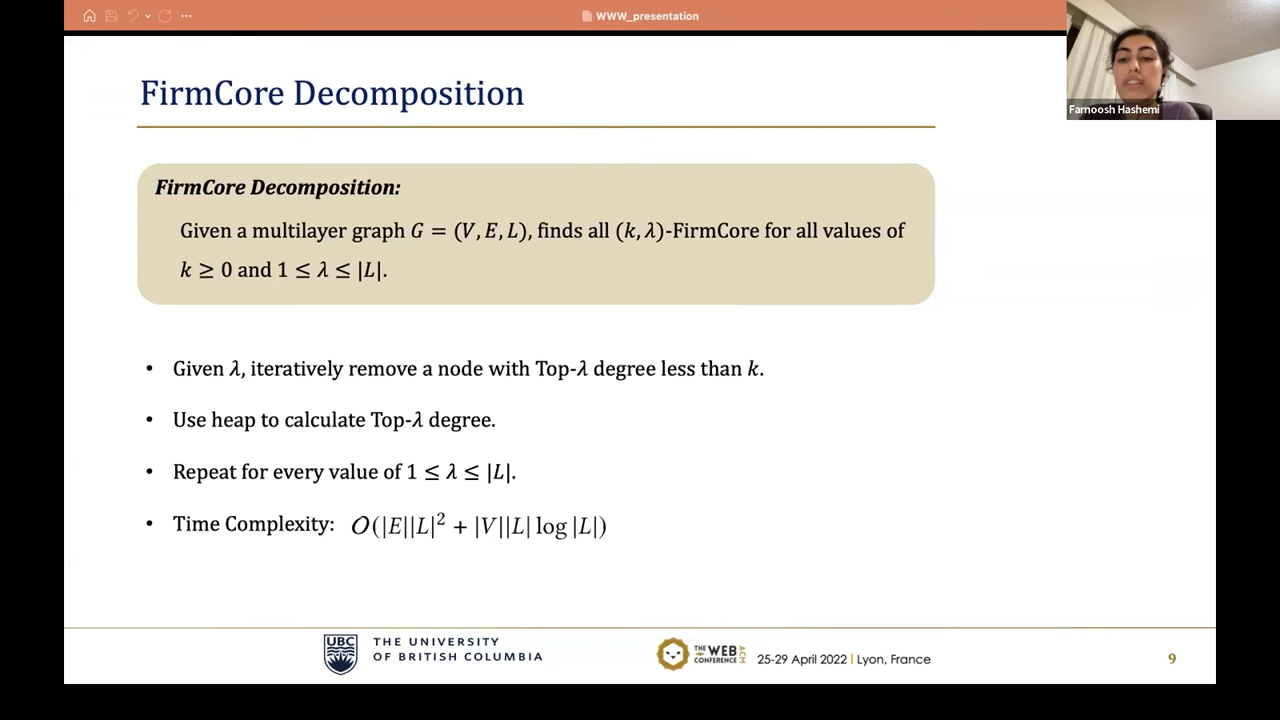 WWW_presentation
Farnoosh Hashemi
FirmCore Decomposition
FirmCore Decomposition:
Given a multilayer graph G = (V, E, L), finds all (k, λ)-FirmCore for all values of
k ≥ 0 and 1 ≤ λ ≤ |L|.
• Given λ, iteratively remove a node with Top-λ degree less than k.
• Use heap to calculate Top-λ degree.
• Repeat for every value of 1 ≤ λ ≤ |L|.
• Time Complexity: O(|E||L|² + |V||L| log |L|)
UBC
THE UNIVERSITY
OF BRITISH COLUMBIA
THE WEB
CONFERENCE
ACM
25-29 April 2022 | Lyon, France
9